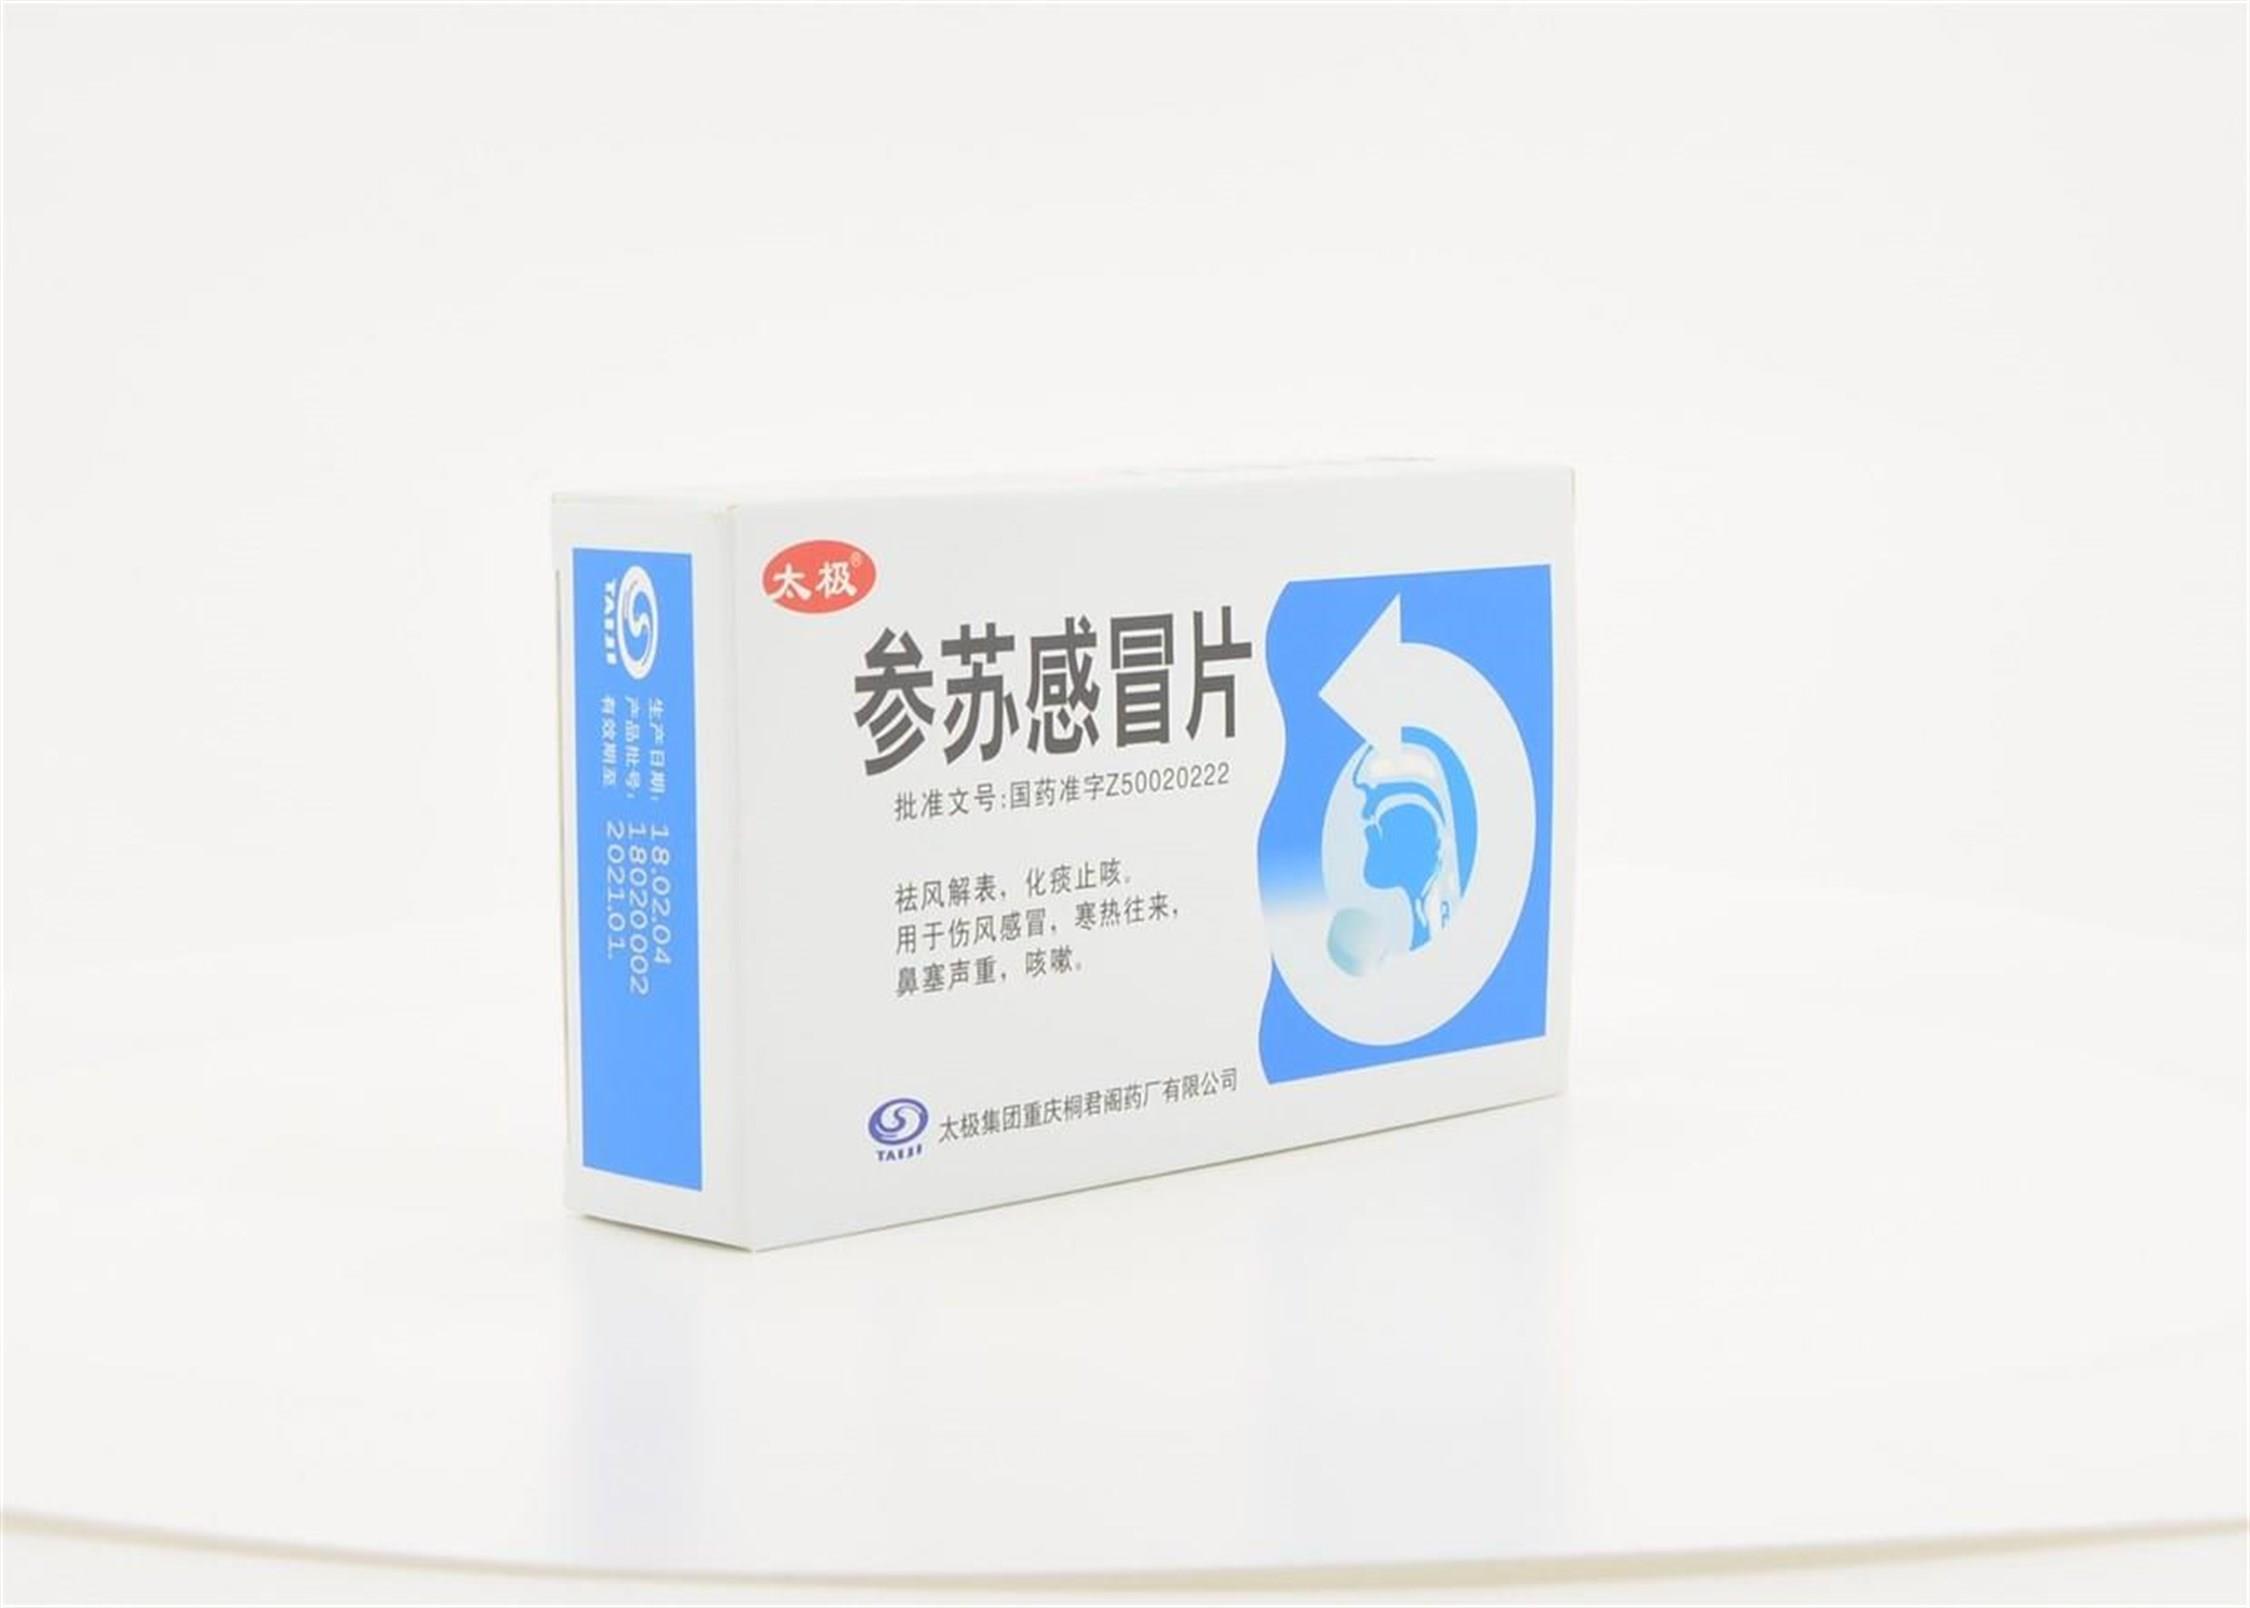 太极®
参苏感冒片
批准文号:国药准字Z50020222
祛风解表，化痰止咳。
用于伤风感冒，寒热往来，
鼻塞声重，咳嗽。
TAIJI
太极集团重庆桐君阁药厂有限公司
TAIJI
生产日期: 18.02.04
产品批号: 18020002
有效期至 2021.01.